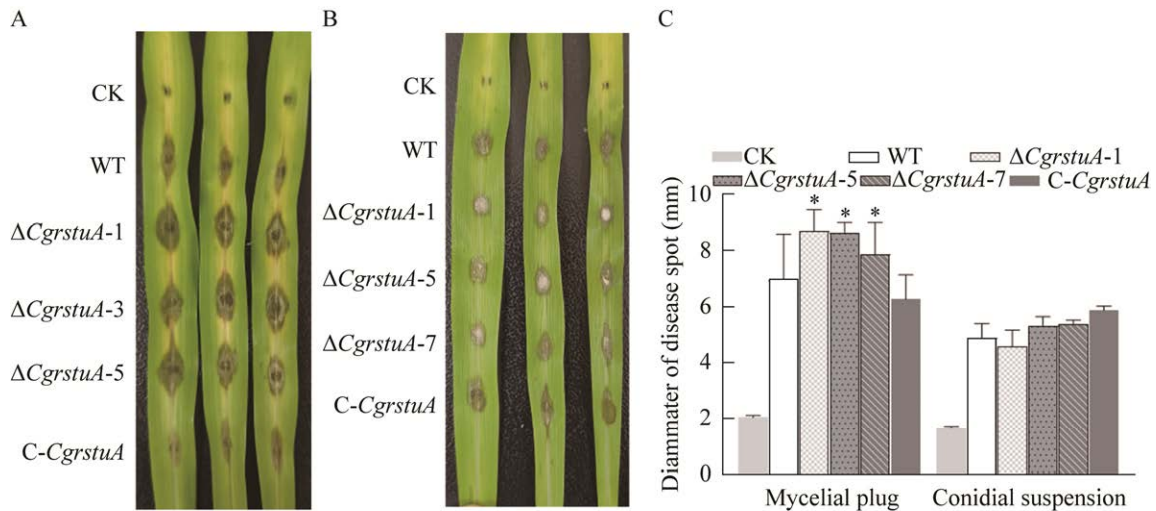 A
CK
WT
ΔCgrstuA-1
ΔCgrstuA-3
ΔCgrstuA-5
C-CgrstuA
B
CK
WT
ΔCgrstuA-1
ΔCgrstuA-5
ΔCgrstuA-7
C-CgrstuA
C
CK WT ΔCgrstuA-1
ΔCgrstuA-5 ΔCgrstuA-7 C-CgrstuA
Diammater of disease spot (mm)
10
8
6
4
2
0
* * *
Mycelial plug Conidial suspension